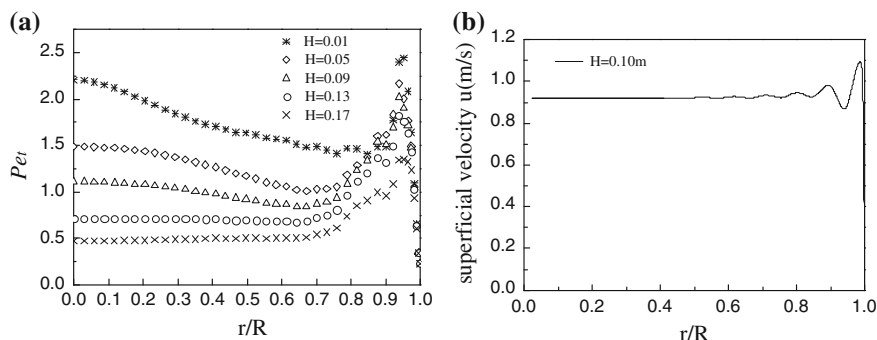 (a)
2.5
2.0
1.5
1.0
0.5
0.0
Pet
H=0.01
H=0.05
H=0.09
H=0.13
H=0.17
0.0 0.1 0.2 0.3 0.4 0.5 0.6 0.7 0.8 0.9 1.0
r/R
(b)
1.2
1.0
0.8
0.6
0.4
0.2
0.0
superficial velocity u(m/s)
H=0.10m
0.0 0.2 0.4 0.6 0.8 1.0
r/R